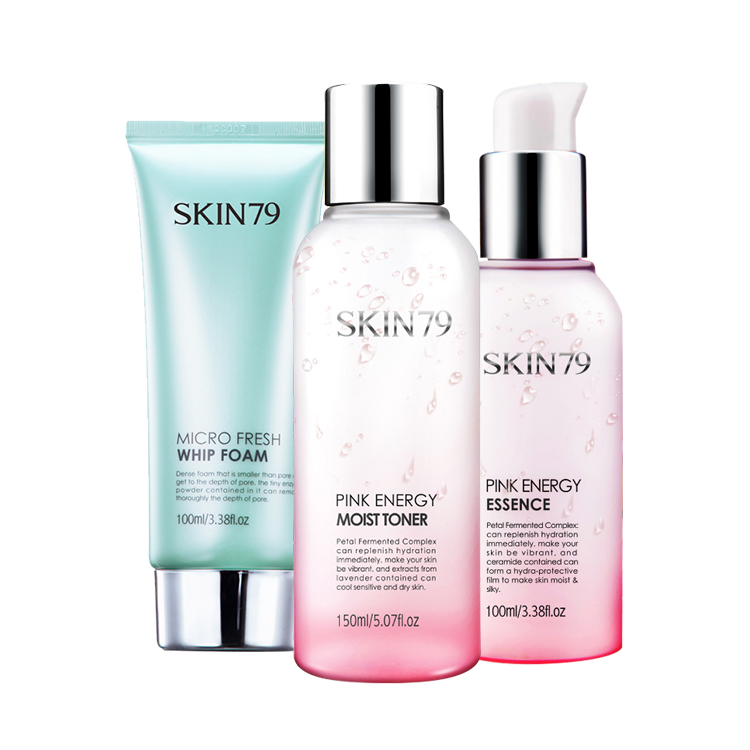 SKIN79
MICRO FRESH
WHIP FOAM
Dense foam that is smaller than pore
get to the depth of pore, the tiny
powder contained in it can
thoroughly the depth of pore.
100ml/3.38fl.oz
SKIN79
PINK ENERGY
MOIST TONER
Petal Fermented Complex
can replenish hydration
immediately, make your skin
be vibrant, and extracts from
lavender contained can
cool sensitive and dry skin.
150ml/5.07fl.oz
SKIN79
PINK ENERGY
ESSENCE
Petal Fermented Complex:
can replenish hydration
immediately, make your
skin be vibrant, and
ceramide contained can
form a hydra-protective
film to make skin moist &
silky.
100ml/3.38fl.oz